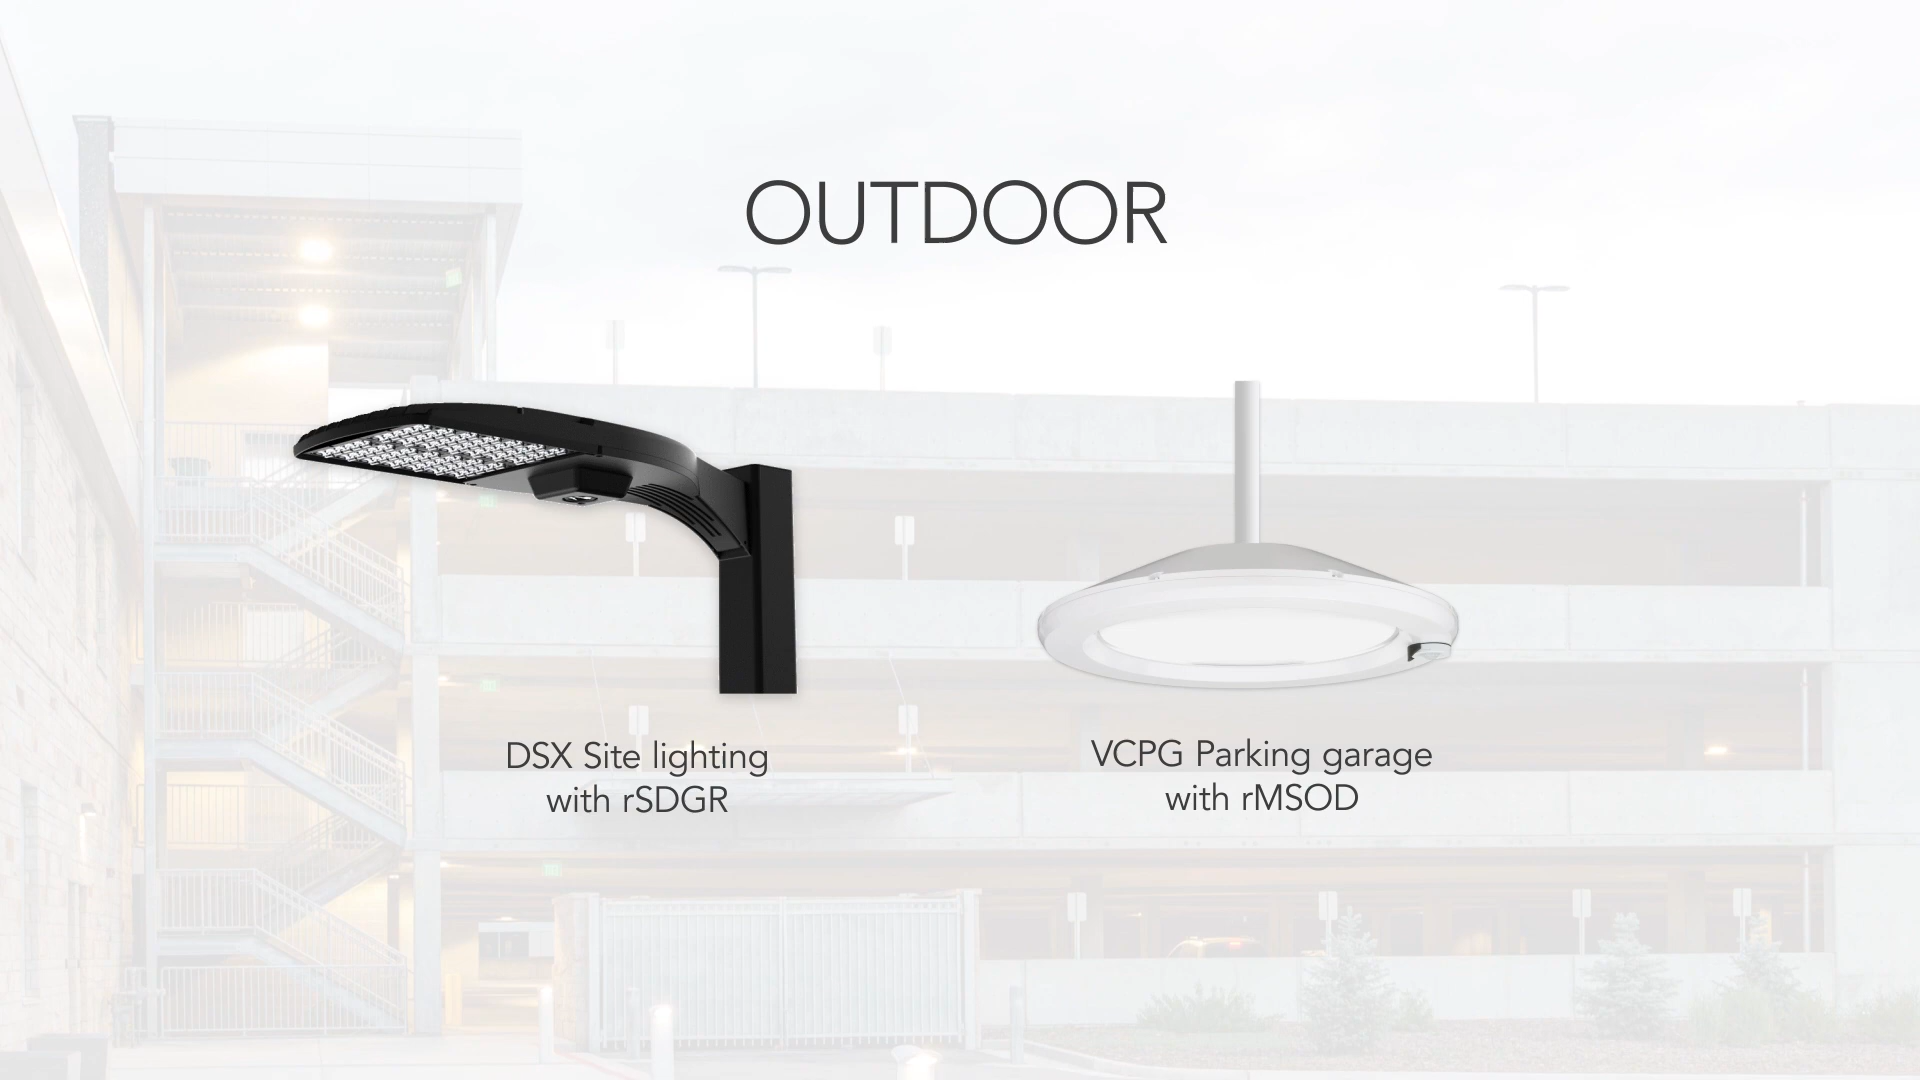 OUTDOOR
DSX Site lighting
with rSDGR
VCPG Parking garage
with rMSOD